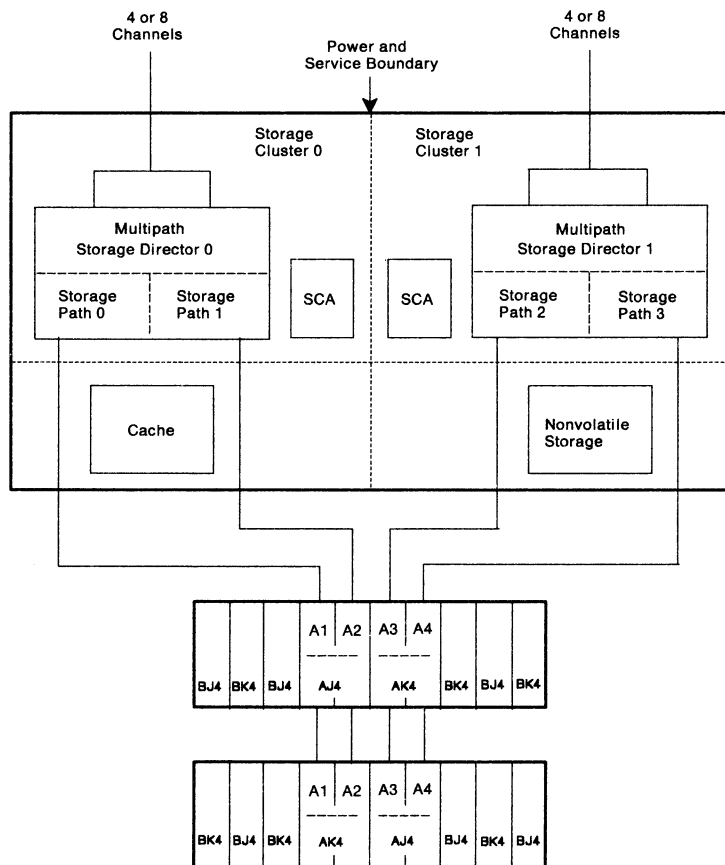 4 or 8
Channels
Power and
Service Boundary
4 or 8
Channels
Storage
Cluster 0
Storage
Cluster 1
Multipath
Storage Director 0
Storage
Path 0
Storage
Path 1
SCA
SCA
Multipath
Storage Director 1
Storage
Path 2
Storage
Path 3
Cache
Nonvolatile
Storage
A1 A2 A3 A4
BJ4 BK4 BJ4 AJ4 AK4 BK4 BJ4 BK4
A1 A2 A3 A4
BK4 BJ4 BK4 AK4 AJ4 BJ4 BK4 BJ4